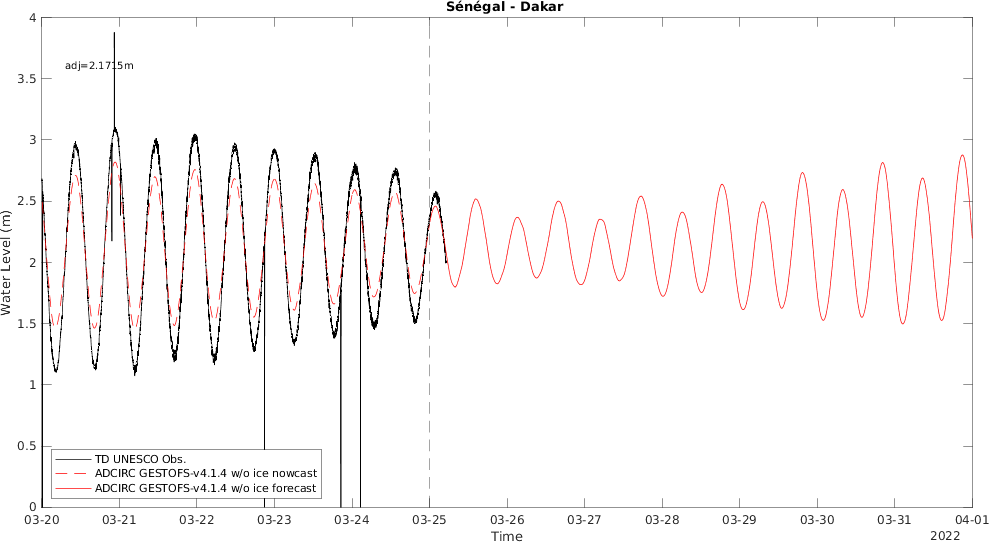 Sénégal - Dakar
4
3.5
3
2.5
2
1.5
1
0.5
0
Water Level (m)
adj=2.1715m
TD UNESCO Obs.
ADCIRC GESTOFS-v4.1.4 w/o ice nowcast
ADCIRC GESTOFS-v4.1.4 w/o ice forecast
03-20 03-21 03-22 03-23 03-24 03-25 03-26 03-27 03-28 03-29 03-30 03-31 04-01
Time
2022